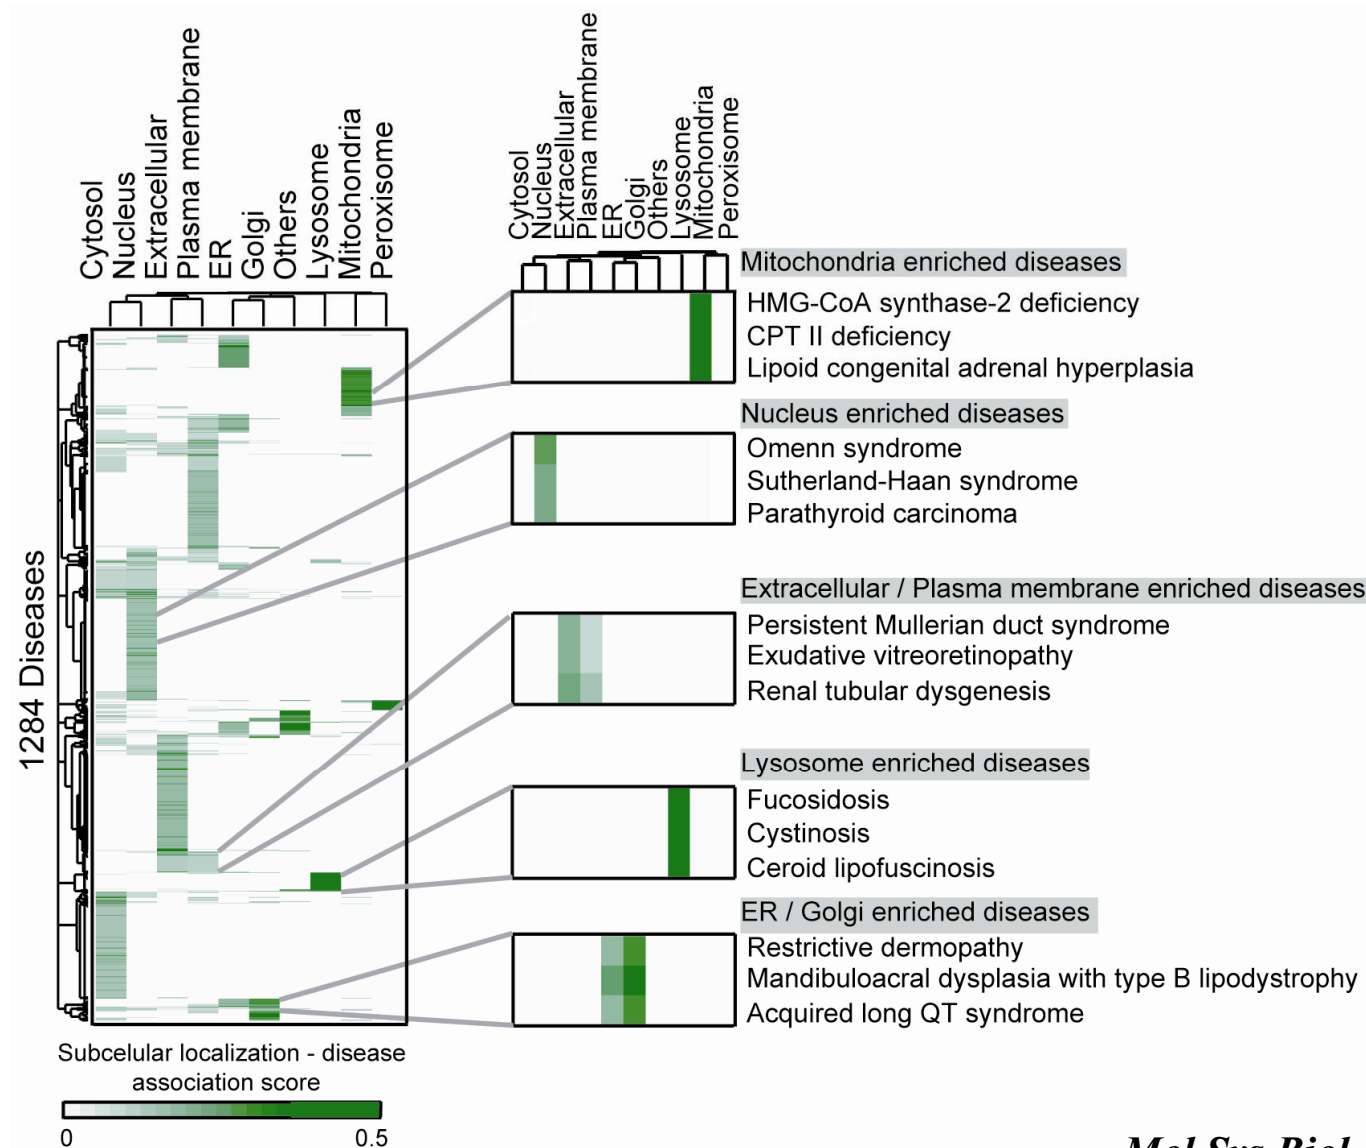 Cytosol
Nucleus
Extracellular
Plasma membrane
ER
Golgi
Others
Lysosome
Mitochondria
Peroxisome
Cytosol
Nucleus
Extracellular
Plasma membrane
ER
Golgi
Others
Lysosome
Mitochondria
Peroxisome
1284 Diseases
Mitochondria enriched diseases
HMG-CoA synthase-2 deficiency
CPT II deficiency
Lipoid congenital adrenal hyperplasia
Nucleus enriched diseases
Omenn syndrome
Sutherland-Haan syndrome
Parathyroid carcinoma
Extracellular / Plasma membrane enriched diseases
Persistent Mullerian duct syndrome
Exudative vitreoretinopathy
Renal tubular dysgenesis
Lysosome enriched diseases
Fucosidosis
Cystinosis
Ceroid lipofuscinosis
ER / Golgi enriched diseases
Restrictive dermopathy
Mandibuloacral dysplasia with type B lipodystrophy
Acquired long QT syndrome
Subcelular localization - disease
association score
0 0.5
Mol Sys Biol